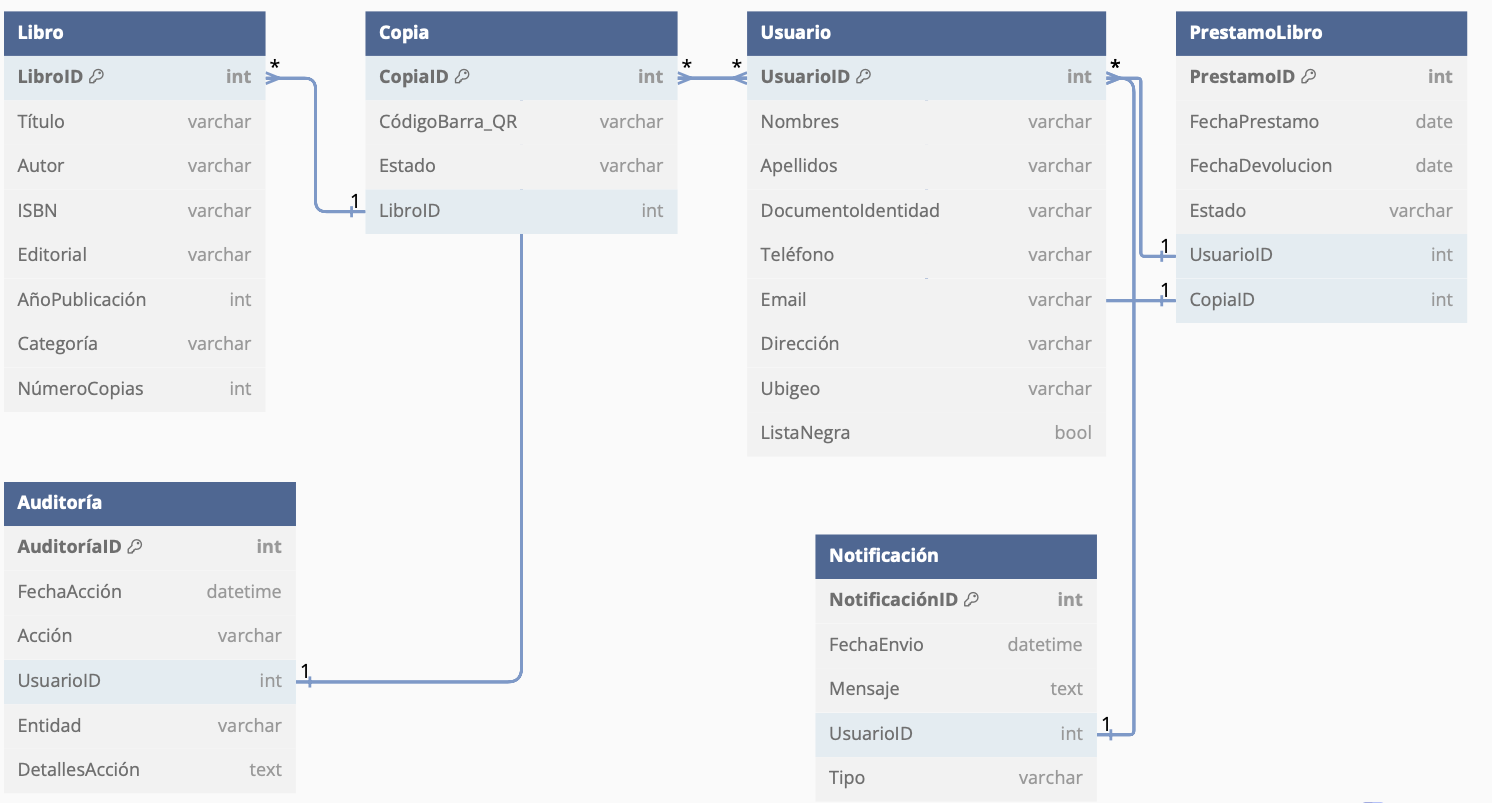 Libro
LibroID int
Título varchar
Autor varchar
ISBN varchar
Editorial varchar
AñoPublicación int
Categoría varchar
NúmeroCopias int
*
1
Copia
CopiaID int
CódigoBarra_QR varchar
Estado varchar
LibroID int
*
*
Usuario
UsuarioID int
Nombres varchar
Apellidos varchar
DocumentoIdentidad varchar
Teléfono varchar
Email varchar
Dirección varchar
Ubigeo varchar
ListaNegra bool
*
1
1
PrestamoLibro
PrestamoID int
FechaPrestamo date
FechaDevolucion date
Estado varchar
UsuarioID int
CopiaID int
Auditoría
AuditoríaID int
FechaAcción datetime
Acción varchar
UsuarioID int
Entidad varchar
DetallesAcción text
1
Notificación
NotificaciónID int
FechaEnvio datetime
Mensaje text
UsuarioID int
Tipo varchar
1